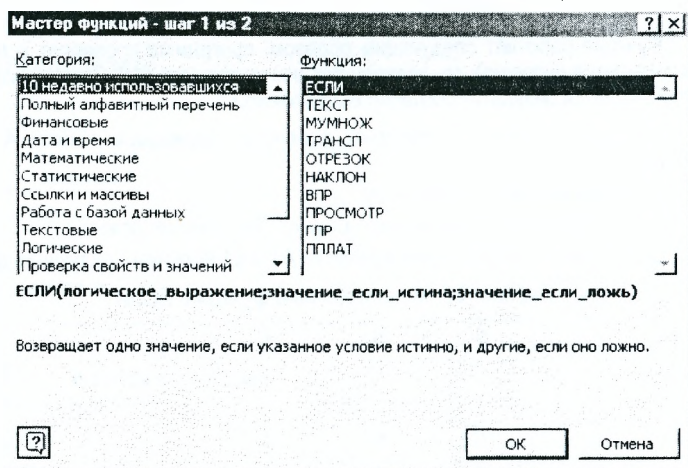 Мастер функций - шаг 1 из 2
Категория:
10 недавно использовавшихся
Полный алфавитный перечень
Финансовые
Дата и время
Математические
Статистические
Ссылки и массивы
Работа с базой данных
Текстовые
Логические
Проверка свойств и значений
Функция:
ЕСЛИ
ТЕКСТ
МУМНОЖ
ТРАНСП
ОТРЕЗОК
НАКЛОН
ВПР
ПРОСМОТР
ГПР
ППЛАТ
ЕСЛИ(логическое_выражение;значение_если_истина;значение_если_ложь)
Возвращает одно значение, если указанное условие истинно, и другие, если оно ложно.
ОК
Отмена